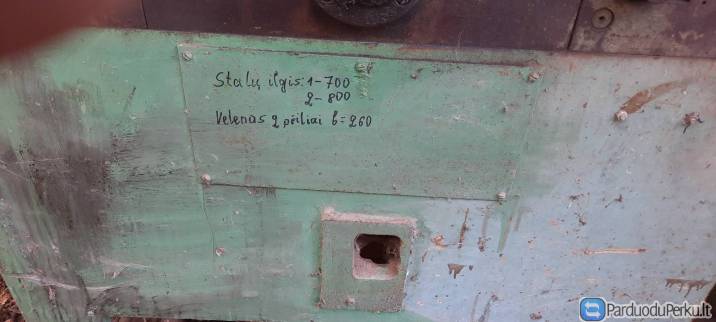 Stalų ilgis: 1-700
2-800
Velenas 2 peiliai b=260
ParduoduPerku.lt